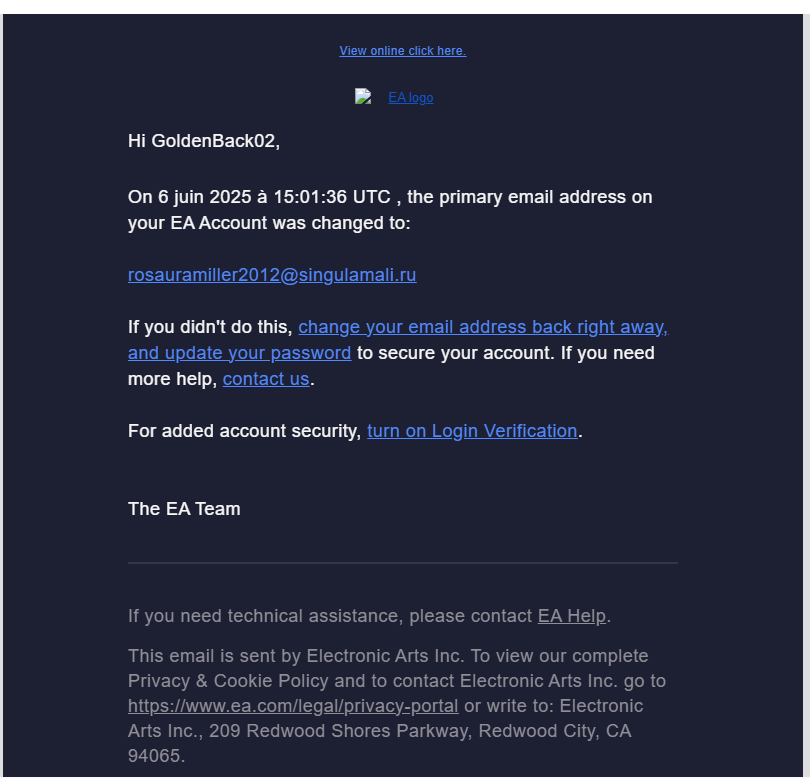 View online click here.
EA logo
Hi GoldenBack02,
On 6 juin 2025 à 15:01:36 UTC , the primary email address on
your EA Account was changed to:
rosauramiller2012@singulamali.ru
If you didn't do this, change your email address back right away,
and update your password to secure your account. If you need
more help, contact us.
For added account security, turn on Login Verification.
The EA Team
If you need technical assistance, please contact EA Help.
This email is sent by Electronic Arts Inc. To view our complete
Privacy & Cookie Policy and to contact Electronic Arts Inc. go to
https://www.ea.com/legal/privacy-portal or write to: Electronic
Arts Inc., 209 Redwood Shores Parkway, Redwood City, CA
94065.